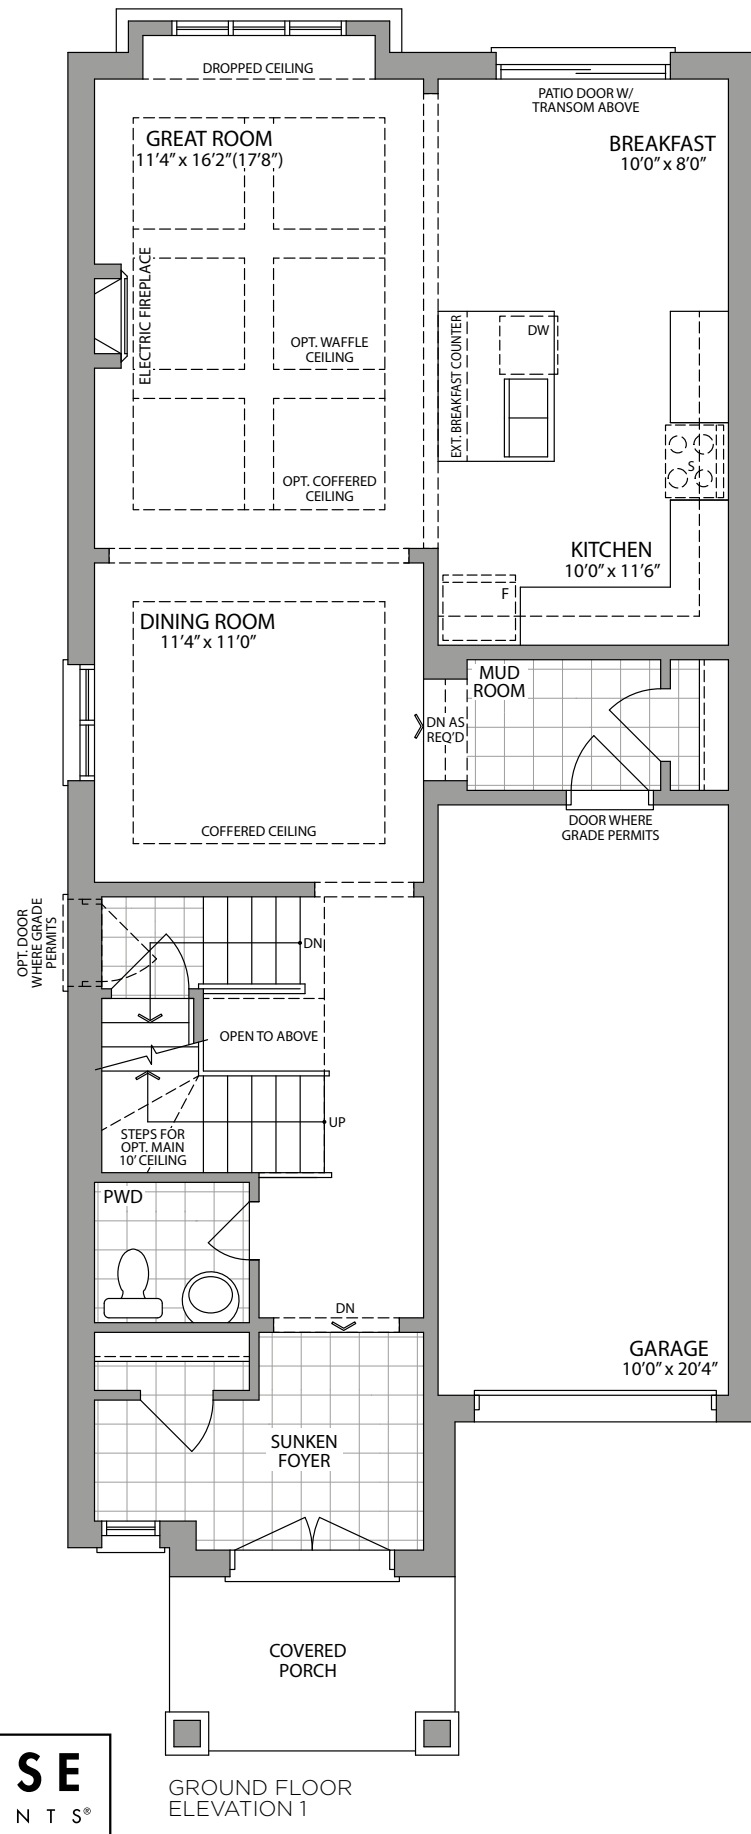 DROPPED CEILING
PATIO DOOR W/
TRANSOM ABOVE
GREAT ROOM
11'4" x 16'2"(17'8")
BREAKFAST
10'0" x 8'0"
ELECTRIC FIREPLACE
OPT. WAFFLE
CEILING
EXT. BREAKFAST COUNTER
DW
S
OPT. COFFERED
CEILING
KITCHEN
10'0" x 11'6"
F
DINING ROOM
11'4" x 11'0"
MUD
ROOM
DN AS
REQ'D
COFFERED CEILING
DOOR WHERE
GRADE PERMITS
OPT. DOOR
WHERE GRADE
PERMITS
DN
OPEN TO ABOVE
UP
STEPS FOR
OPT. MAIN
10' CEILING
PWD
DN
GARAGE
10'0" x 20'4"
SUNKEN
FOYER
COVERED
PORCH
SE
NTS®
GROUND FLOOR
ELEVATION 1